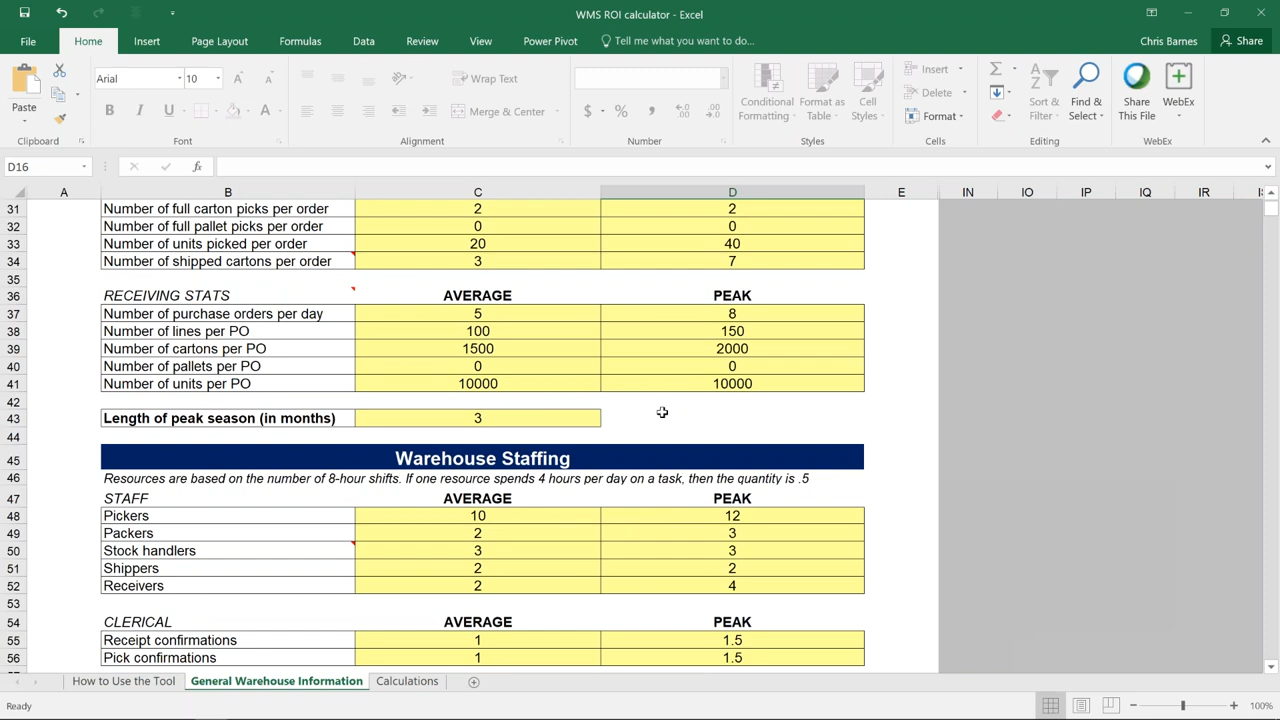 WMS ROI calculator - Excel
File Home Insert Page Layout Formulas Data Review View Power Pivot Tell me what you want to do... Chris Barnes Share
Arial 10 Wrap Text Insert Σ
Paste B I U A Merge & Center $ % , Conditional Formatting Format as Table Cell Styles Delete Format Sort & Filter Find & Select Share This File WebEx
Clipboard Font Alignment Number Styles Cells Editing WebEx
D16 fx
A B C D E IN IO IP IQ IR
31 Number of full carton picks per order 2 2
32 Number of full pallet picks per order 0 0
33 Number of units picked per order 20 40
34 Number of shipped cartons per order 3 7
35
36 RECEIVING STATS AVERAGE PEAK
37 Number of purchase orders per day 5 8
38 Number of lines per PO 100 150
39 Number of cartons per PO 1500 2000
40 Number of pallets per PO 0 0
41 Number of units per PO 10000 10000
42
43 Length of peak season (in months) 3
44
45 Warehouse Staffing
46 Resources are based on the number of 8-hour shifts. If one resource spends 4 hours per day on a task, then the quantity is .5
47 STAFF AVERAGE PEAK
48 Pickers 10 12
49 Packers 2 3
50 Stock handlers 3 3
51 Shippers 2 2
52 Receivers 2 4
53
54 CLERICAL AVERAGE PEAK
55 Receipt confirmations 1 1.5
56 Pick confirmations 1 1.5
How to Use the Tool General Warehouse Information Calculations
Ready 100%